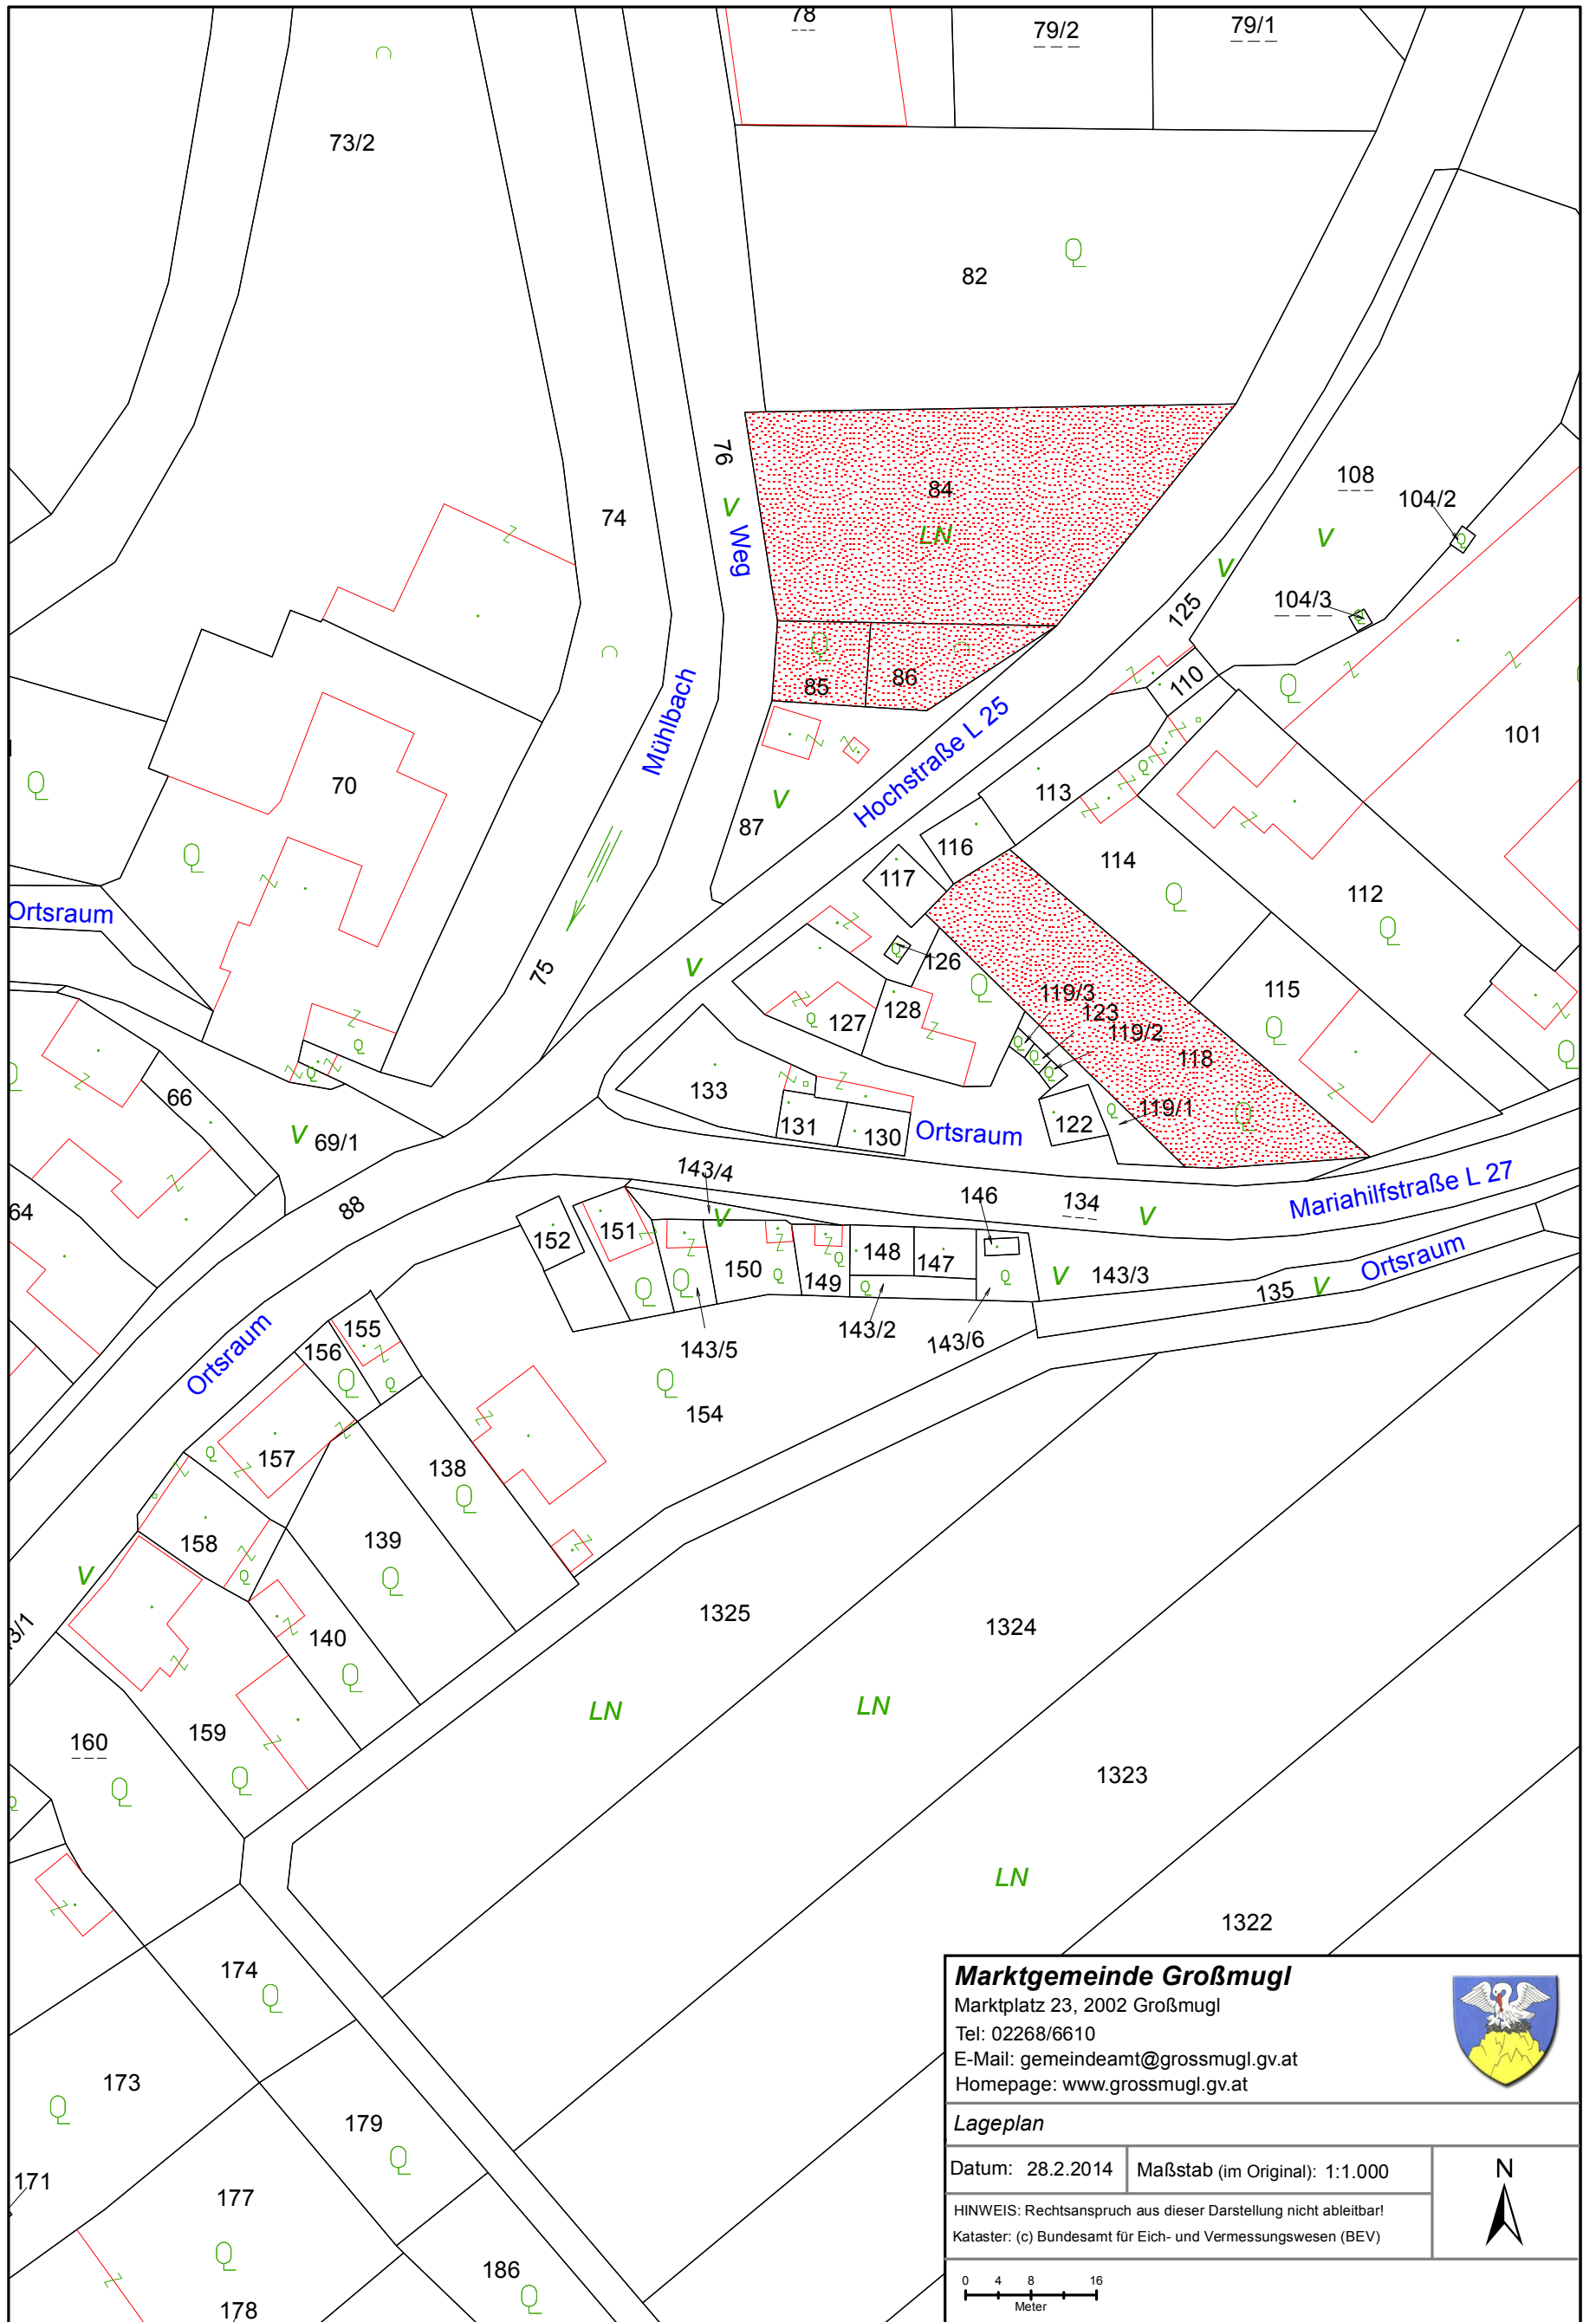 78
79/2
79/1
73/2
82
76
84
LN
V
Weg
74
108
104/2
V
V
104/3
125
85
86
110
Mühlbach
Hochstraße L 25
101
70
V
87
113
116
114
117
112
Ortsraum
75
V
126
119/3
123
119/2
115
127
128
118
133
66
131
130
Ortsraum
122
119/1
V
69/1
143/4
146
134
V
Mariahilfstraße L 27
64
88
152
151
V
150
149
148
147
V
143/3
135
V
Ortsraum
143/5
143/2
143/6
155
156
Ortsraum
154
157
138
158
139
V
1325
1324
140
LN
LN
159
160
1323
LN
1322
174
173
179
171
177
186
178
Marktgemeinde Großmugl
Marktplatz 23, 2002 Großmugl
Tel: 02268/6610
E-Mail: gemeindeamt@grossmugl.gv.at
Homepage: www.grossmugl.gv.at
Lageplan
Datum: 28.2.2014
Maßstab (im Original): 1:1.000
N
HINWEIS: Rechtsanspruch aus dieser Darstellung nicht ableitbar!
Kataster: (c) Bundesamt für Eich- und Vermessungswesen (BEV)
0 4 8 16
Meter